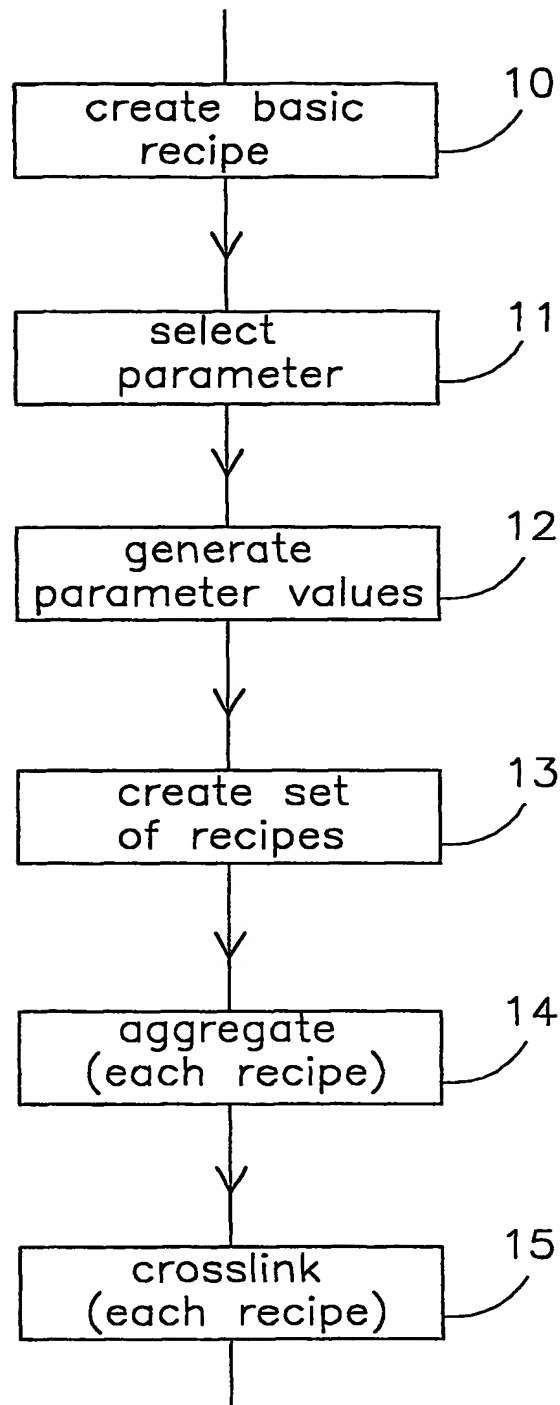 create basic
recipe
10
select
parameter
11
generate
parameter values
12
create set
of recipes
13
aggregate
(each recipe)
14
crosslink
(each recipe)
15